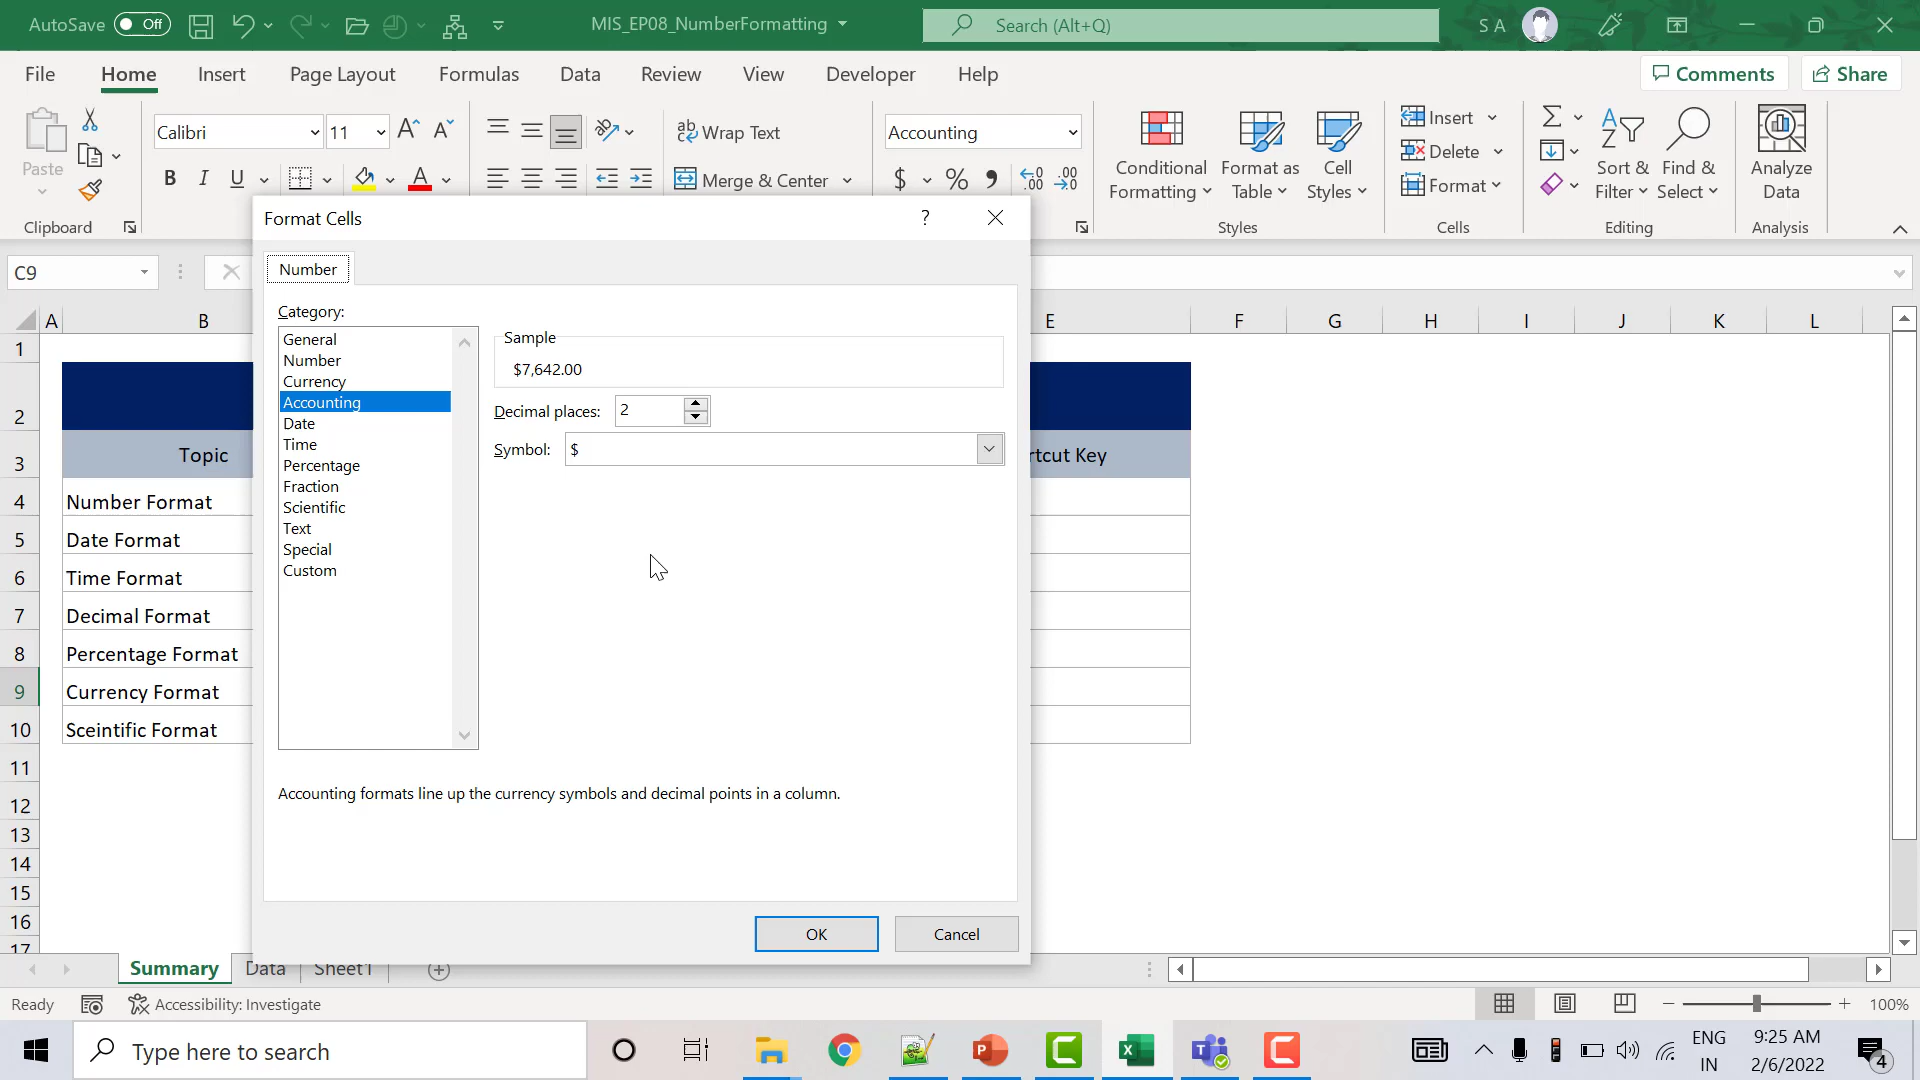 AutoSave Off MIS_EP08_NumberFormatting Search (Alt+Q) S A
File Home Insert Page Layout Formulas Data Review View Developer Help Comments Share
Calibri 11 Wrap Text Accounting
Paste Conditional Formatting Format as Table Cell Styles Insert Delete Format Sort & Filter Find & Select Analyze Data
B I U A Merge & Center $ % , .00
Clipboard Styles Cells Editing Analysis
Format Cells ?
C9
Number
Category:
General
Number
Currency
Accounting
Date
Time
Percentage
Fraction
Scientific
Text
Special
Custom
Sample
$7,642.00
Decimal places: 2
Symbol: $
Accounting formats line up the currency symbols and decimal points in a column.
OK Cancel
A B E F G H I J K L
1
2
3 Topic rtcut Key
4 Number Format
5 Date Format
6 Time Format
7 Decimal Format
8 Percentage Format
9 Currency Format
10 Sceintific Format
11
12
13
14
15
16
17
Summary Data Sheet1
Ready Accessibility: Investigate 100%
Type here to search ENG IN 9:25 AM 2/6/2022 4